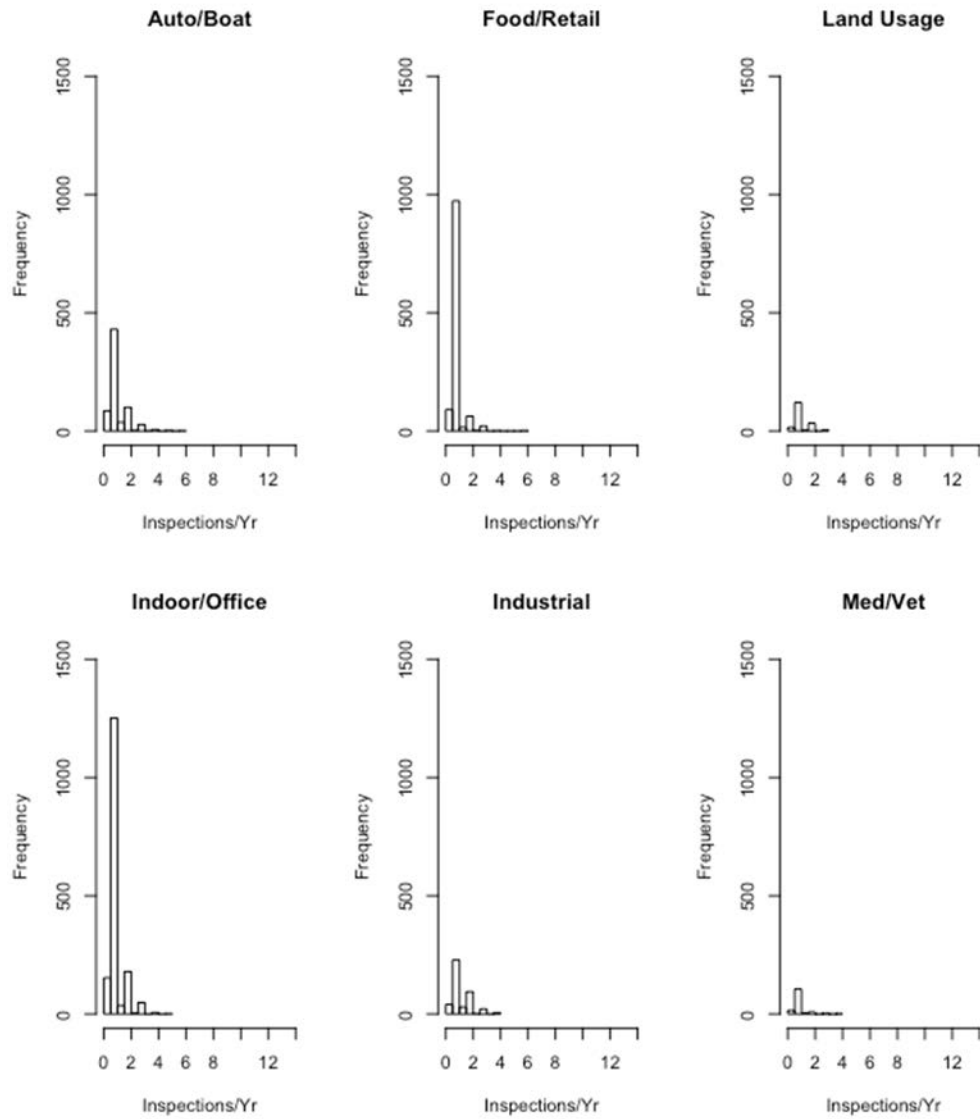 Auto/Boat
Frequency
0
500
1000
1500
0 2 4 6 8 12
Inspections/Yr
Food/Retail
Frequency
0
500
1000
1500
0 2 4 6 8 12
Inspections/Yr
Land Usage
Frequency
0
500
1000
1500
0 2 4 6 8 12
Inspections/Yr
Indoor/Office
Frequency
0
500
1000
1500
0 2 4 6 8 12
Inspections/Yr
Industrial
Frequency
0
500
1000
1500
0 2 4 6 8 12
Inspections/Yr
Med/Vet
Frequency
0
500
1000
1500
0 2 4 6 8 12
Inspections/Yr